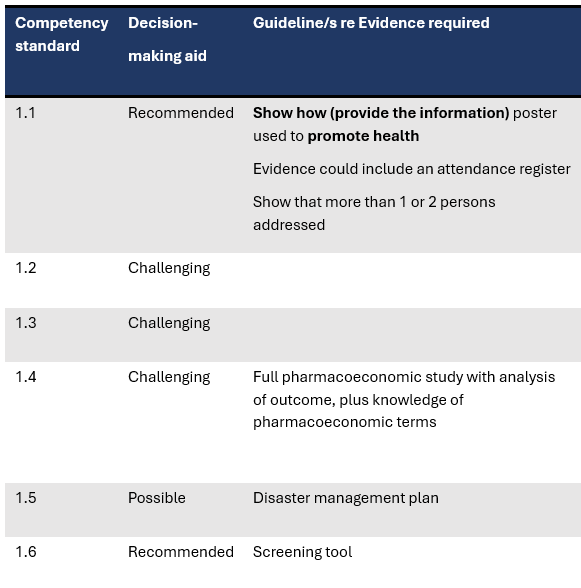 Competency standard
Decision-making aid
Guideline/s re Evidence required
1.1
Recommended
Show how (provide the information) poster
used to promote health
Evidence could include an attendance register
Show that more than 1 or 2 persons
addressed
1.2
Challenging
1.3
Challenging
1.4
Challenging
Full pharmacoeconomic study with analysis
of outcome, plus knowledge of
pharmacoeconomic terms
1.5
Possible
Disaster management plan
1.6
Recommended
Screening tool